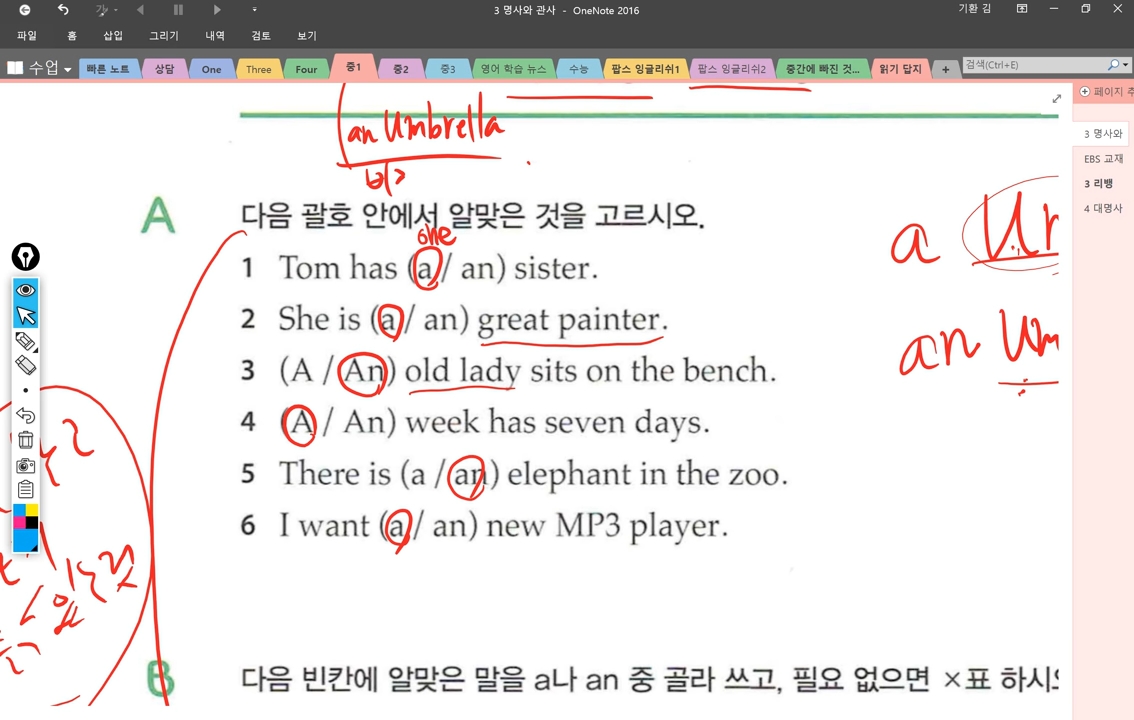 3 명사와 관사 - OneNote 2016
기환 김
파일 홈 삽입 그리기 내역 검토 보기
수업 빠른 노트 상담 One Three Four 중1 중2 중3 영어 학습 뉴스 수능 팝스 잉글리쉬1 팝스 잉글리쉬2 중간에 빠진 것... 읽기 답지 + 검색(Ctrl+E)
페이지 추
3 명사와
EBS 교재
3 리뱅
4 대명사
an Umbrella
A 다음 괄호 안에서 알맞은 것을 고르시오.
one
1 Tom has (a / an) sister.
2 She is (a / an) great painter.
3 (A / An) old lady sits on the bench.
4 (A / An) week has seven days.
5 There is (a / an) elephant in the zoo.
6 I want (a / an) new MP3 player.
a Un
an Um
B 다음 빈칸에 알맞은 말을 a나 an 중 골라 쓰고, 필요 없으면 ×표 하시오